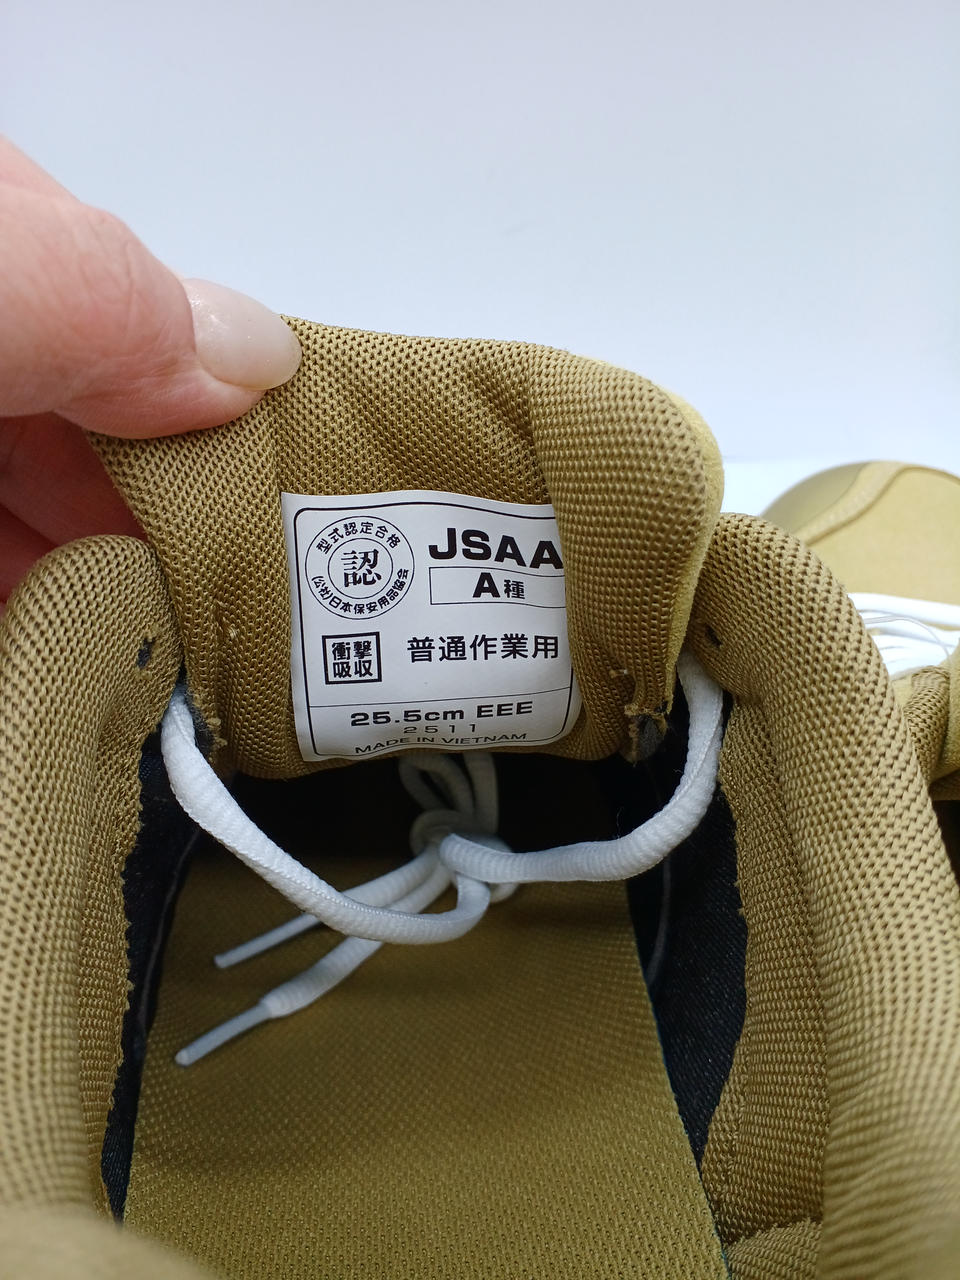 型式認定合格
認
(公社)日本保安用品協会
JSAA
A種
衝撃
吸収
普通作業用
25.5cm EEE
2511
MADE IN VIETNAM